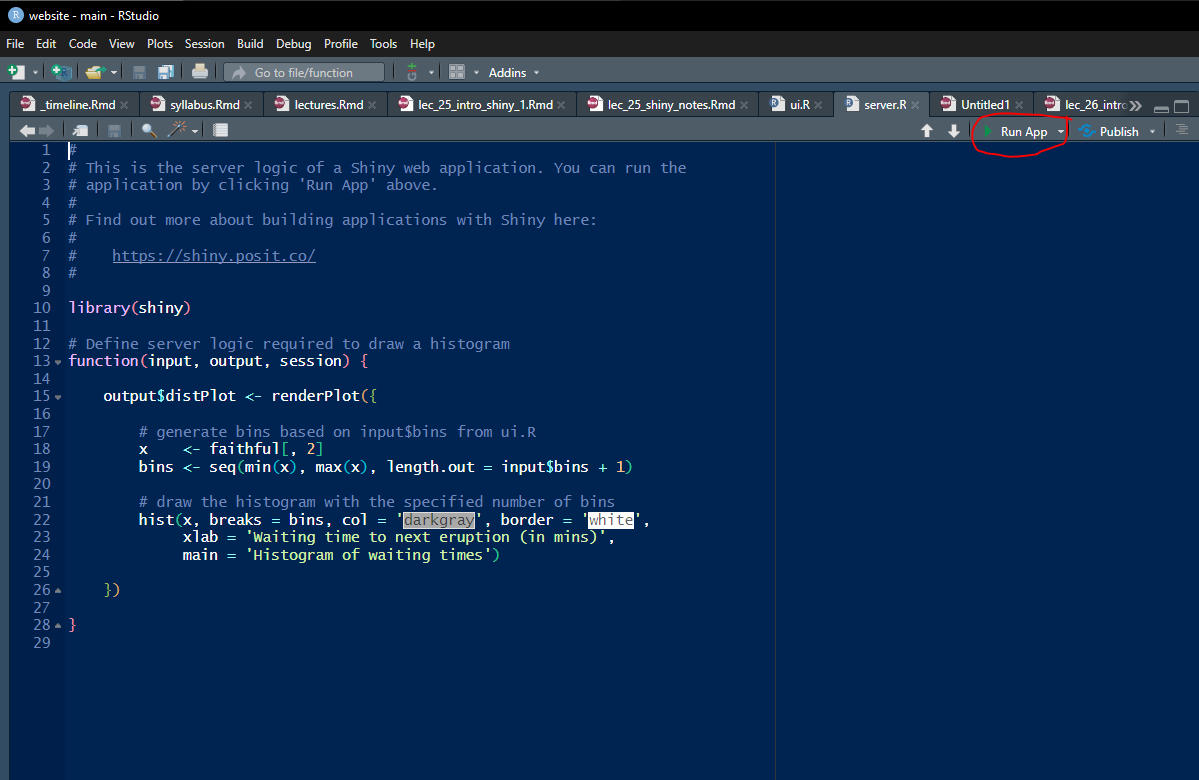 website - main - RStudio
File Edit Code View Plots Session Build Debug Profile Tools Help
Go to file/function Addins
_timeline.Rmd syllabus.Rmd lectures.Rmd lec_25_intro_shiny_1.Rmd lec_25_shiny_notes.Rmd ui.R server.R Untitled1 lec_26_intro
Run App Publish
1 #
2 # This is the server logic of a Shiny web application. You can run the
3 # application by clicking 'Run App' above.
4 #
5 # Find out more about building applications with Shiny here:
6 #
7 #    https://shiny.posit.co/
8 #
9
10 library(shiny)
11
12 # Define server logic required to draw a histogram
13 function(input, output, session) {
14
15     output$distPlot <- renderPlot({
16
17         # generate bins based on input$bins from ui.R
18         x    <- faithful[, 2]
19         bins <- seq(min(x), max(x), length.out = input$bins + 1)
20
21         # draw the histogram with the specified number of bins
22         hist(x, breaks = bins, col = 'darkgray', border = 'white',
23              xlab = 'Waiting time to next eruption (in mins)',
24              main = 'Histogram of waiting times')
25
26     })
27
28 }
29